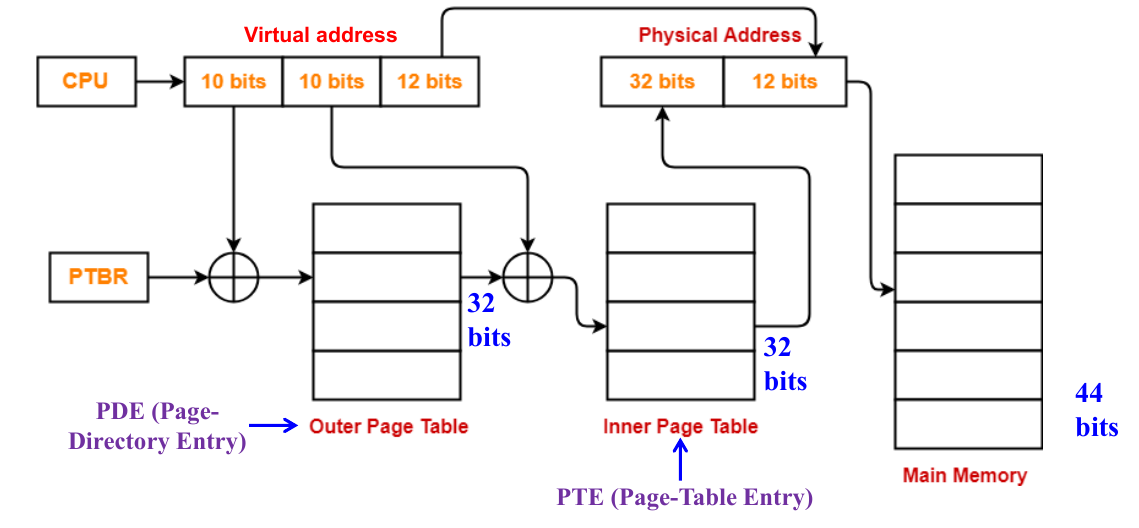 Virtual address
Physical Address
CPU
10 bits
10 bits
12 bits
32 bits
12 bits
PTBR
32
bits
32
bits
44
bits
PDE (Page-
Directory Entry)
Outer Page Table
Inner Page Table
Main Memory
PTE (Page-Table Entry)